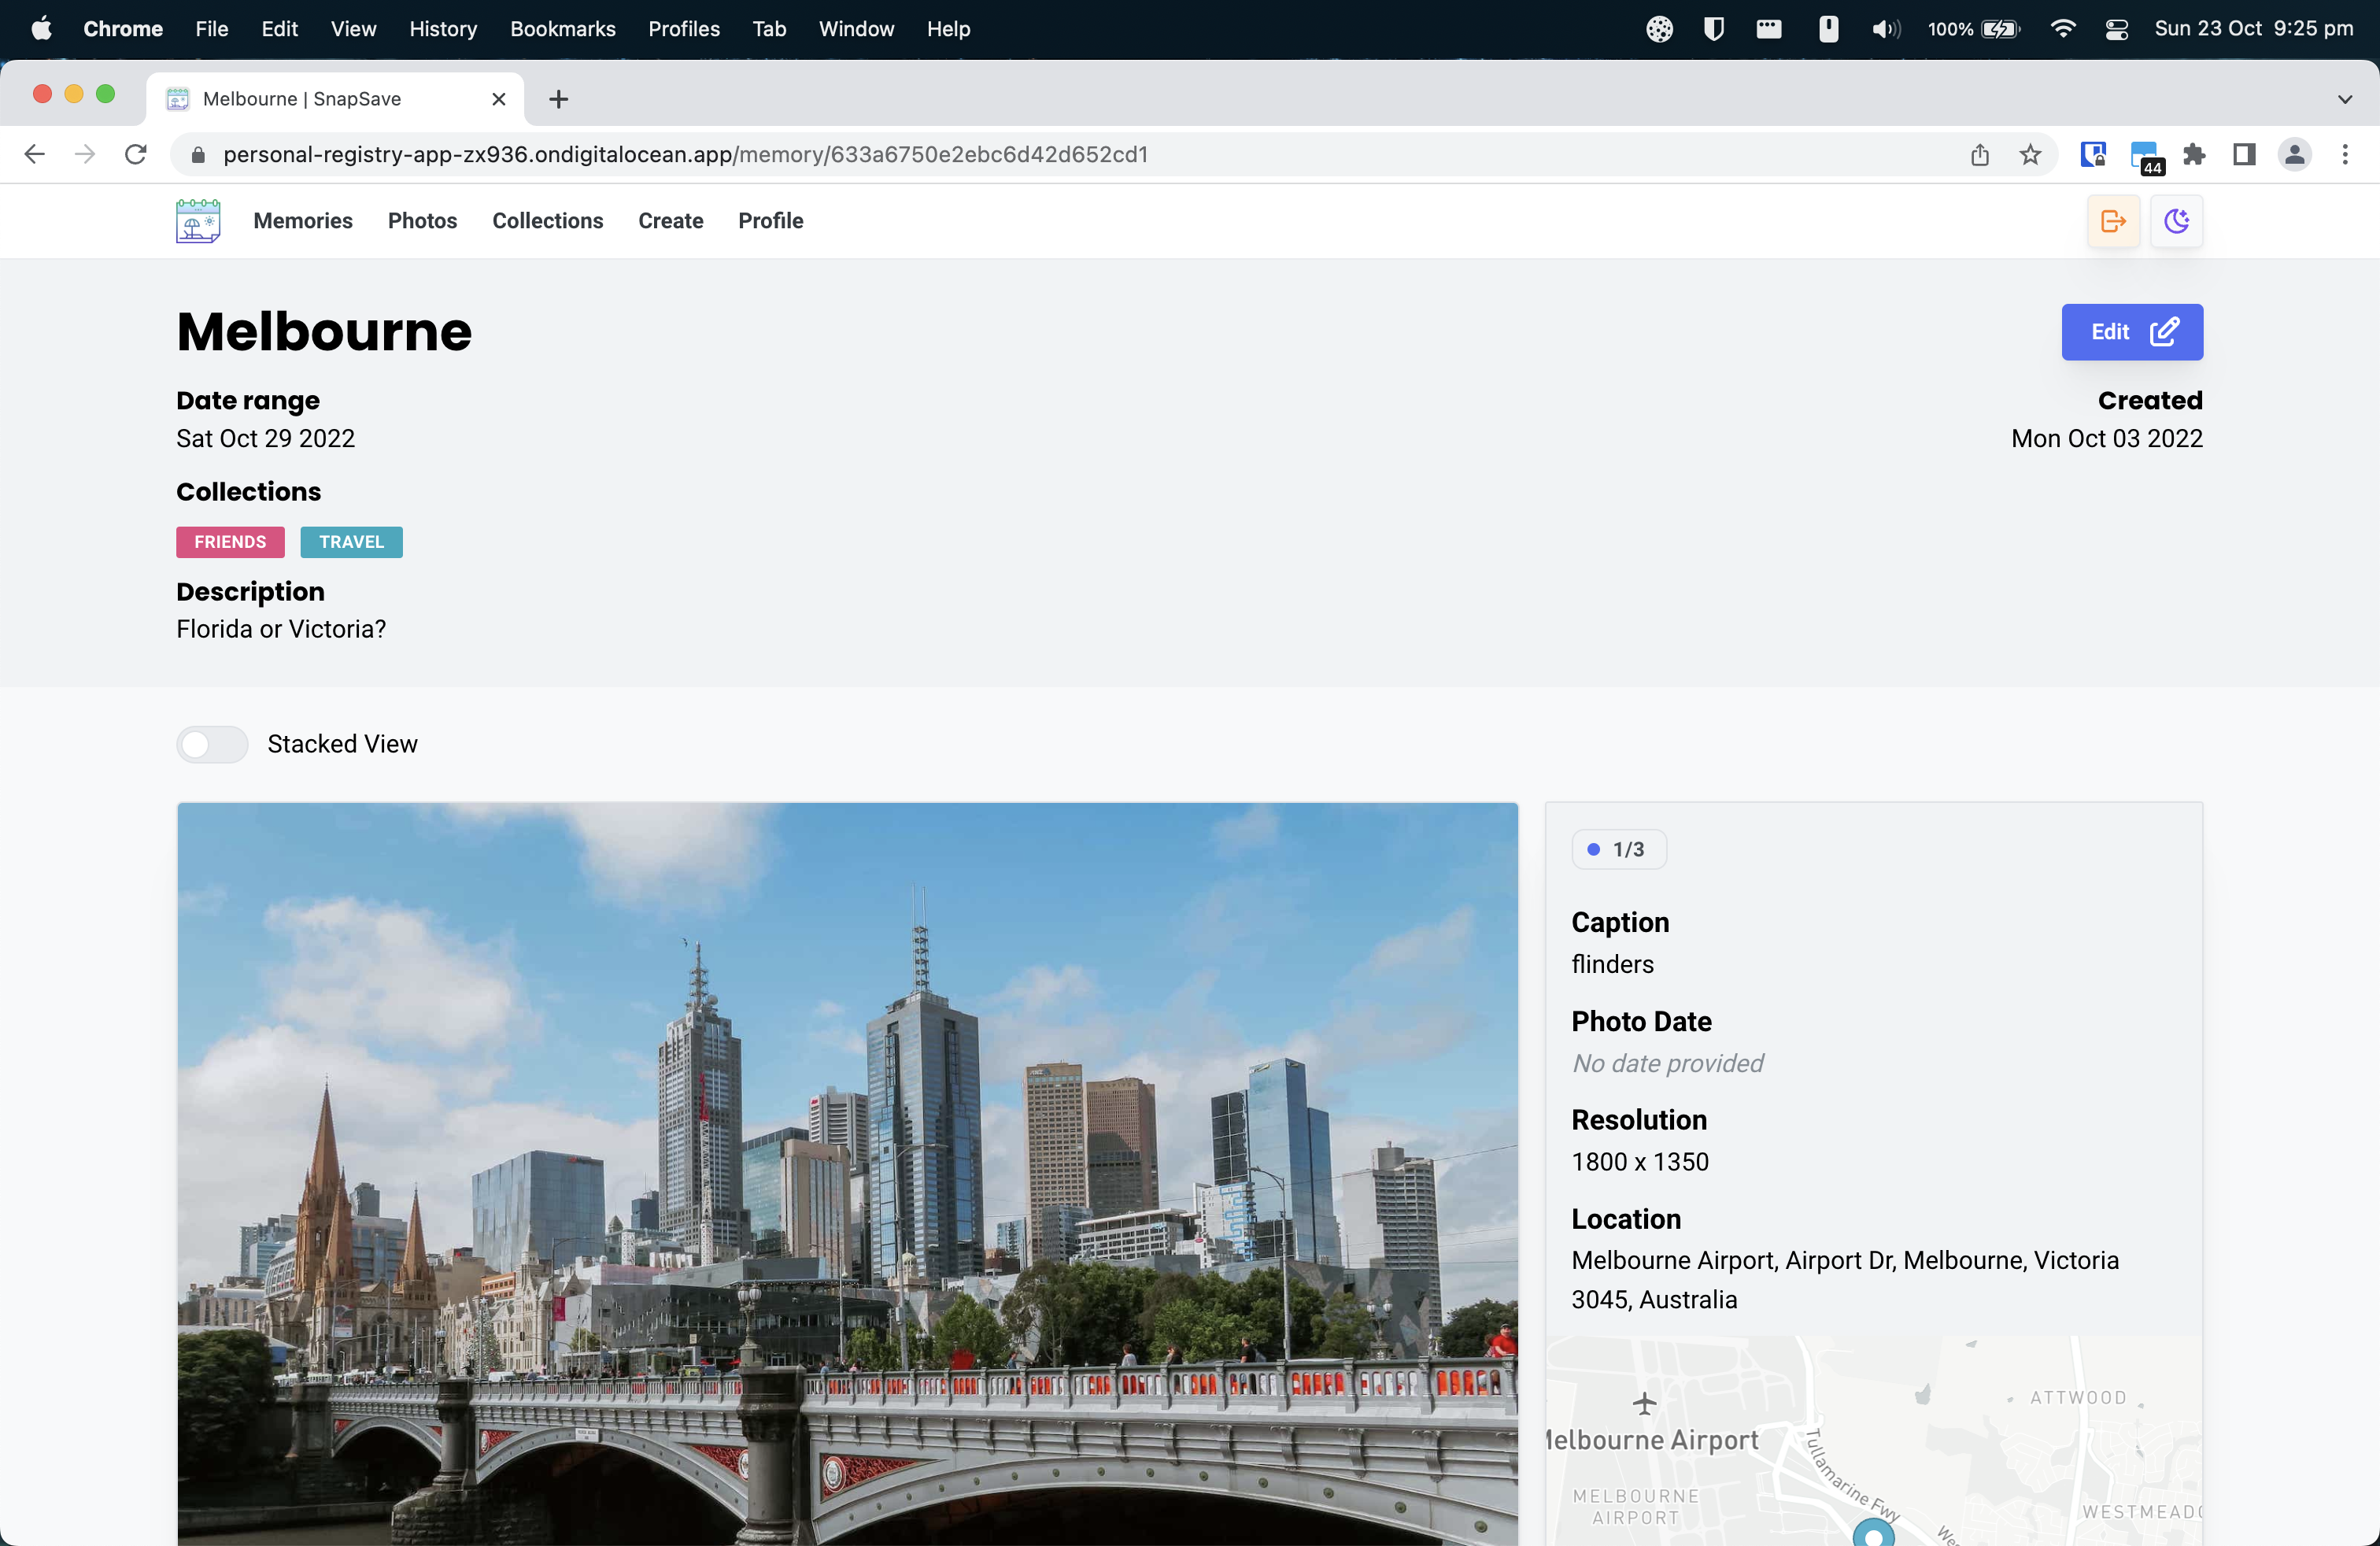 Chrome File Edit View History Bookmarks Profiles Tab Window Help 100% Sun 23 Oct 9:25 pm
Melbourne | SnapSave
personal-registry-app-zx936.ondigitalocean.app/memory/633a6750e2ebc6d42d652cd1
44
Memories Photos Collections Create Profile
Melbourne
Edit
Date range
Created
Sat Oct 29 2022
Mon Oct 03 2022
Collections
FRIENDS TRAVEL
Description
Florida or Victoria?
Stacked View
1/3
Caption
flinders
Photo Date
No date provided
Resolution
1800 x 1350
Location
Melbourne Airport, Airport Dr, Melbourne, Victoria
3045, Australia
ATTWOOD
Melbourne Airport
Tullamarine Fwy
MELBOURNE
AIRPORT